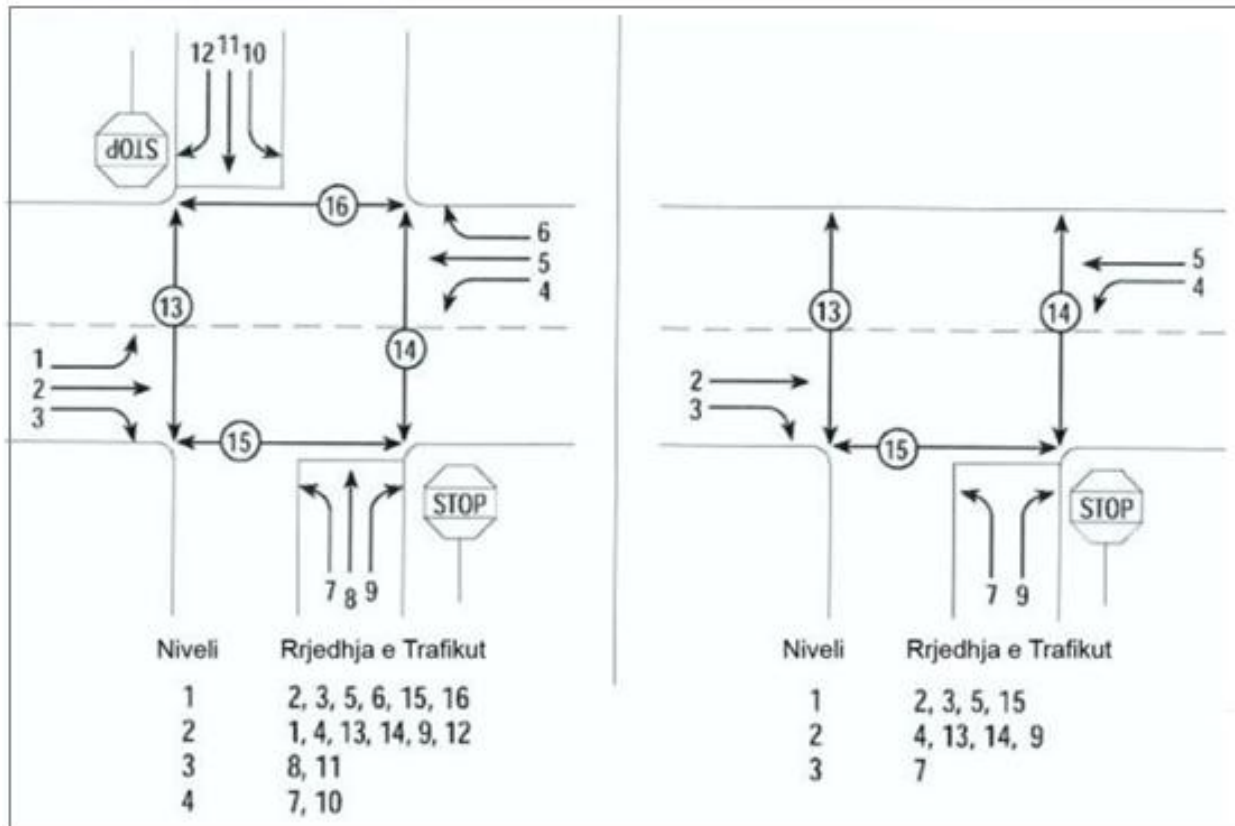 12 11 10
STOP
16
6
5
4
13
14
1
2
3
15
STOP
7 8 9
Niveli Rrjedhja e Trafikut
1 2, 3, 5, 6, 15, 16
2 1, 4, 13, 14, 9, 12
3 8, 11
4 7, 10
5
4
13
14
2
3
15
STOP
7 9
Niveli Rrjedhja e Trafikut
1 2, 3, 5, 15
2 4, 13, 14, 9
3 7